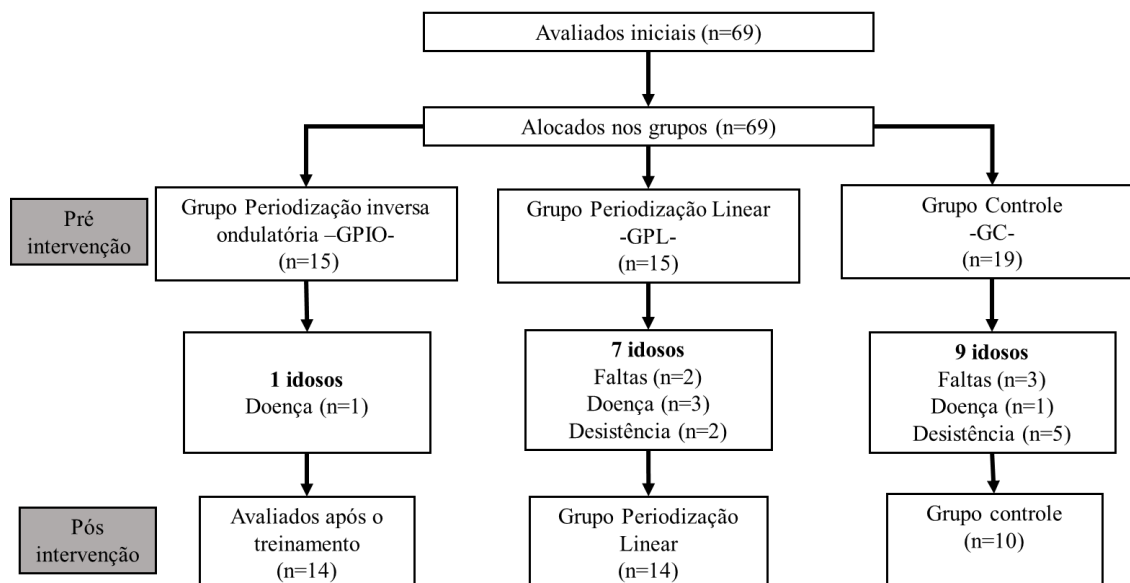 Avaliados iniciais (n=69)
Alocados nos grupos (n=69)
Pré
intervenção
Grupo Periodização inversa
ondulatória –GPIO-
(n=15)
Grupo Periodização Linear
-GPL-
(n=15)
Grupo Controle
-GC-
(n=19)
1 idosos
Doença (n=1)
7 idosos
Faltas (n=2)
Doença (n=3)
Desistência (n=2)
9 idosos
Faltas (n=3)
Doença (n=1)
Desistência (n=5)
Pós
intervenção
Avaliados após o
treinamento
(n=14)
Grupo Periodização
Linear
(n=14)
Grupo controle
(n=10)